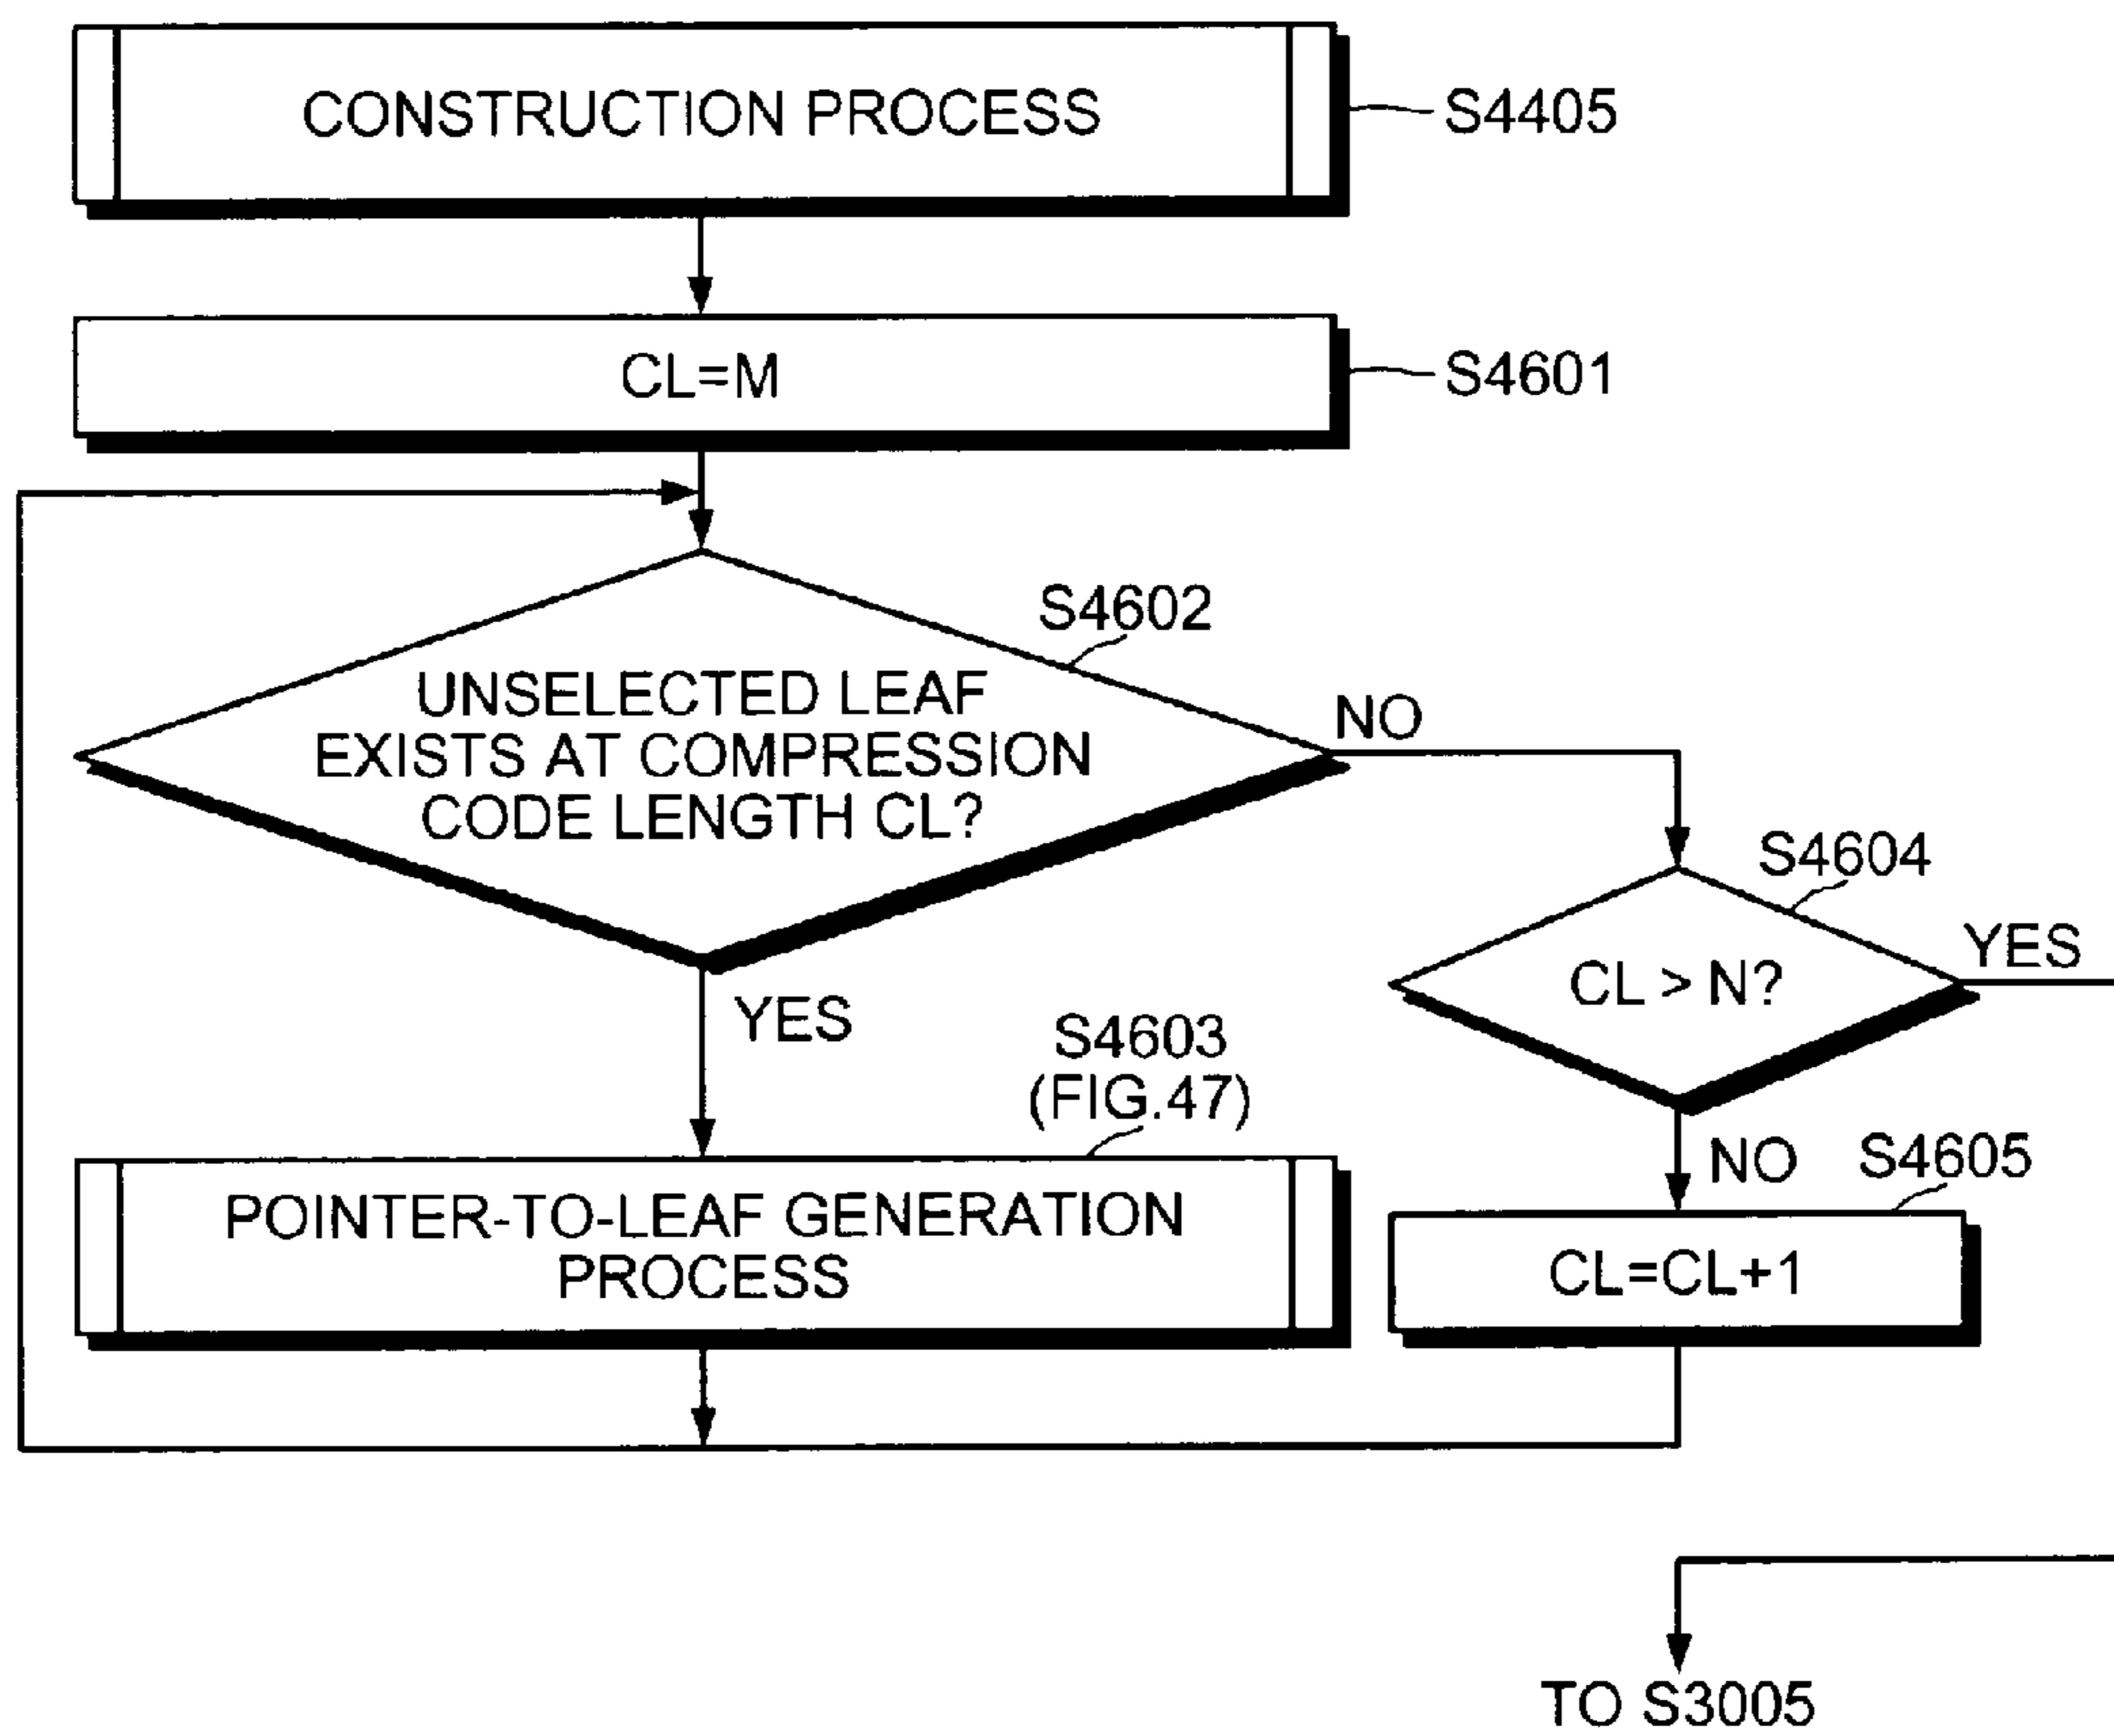 CONSTRUCTION PROCESS
S4405
CL=M
S4601
S4602
UNSELECTED LEAF
EXISTS AT COMPRESSION
CODE LENGTH CL?
NO
YES
S4604
CL > N?
YES
NO
S4603
(FIG.47)
POINTER-TO-LEAF GENERATION
PROCESS
S4605
CL=CL+1
TO S3005